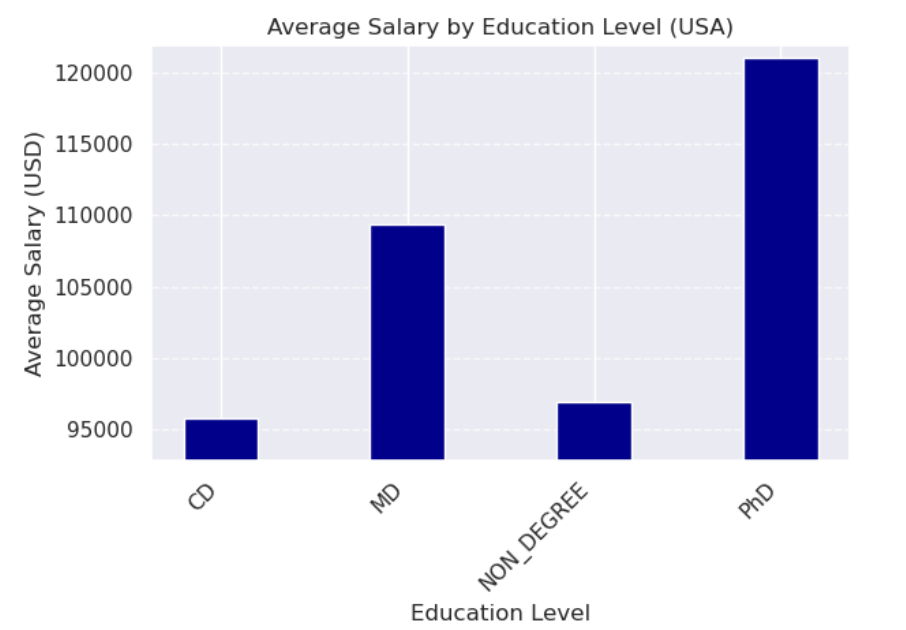 Average Salary by Education Level (USA)
Average Salary (USD)
120000
115000
110000
105000
100000
95000
CD
MD
NON_DEGREE
PhD
Education Level